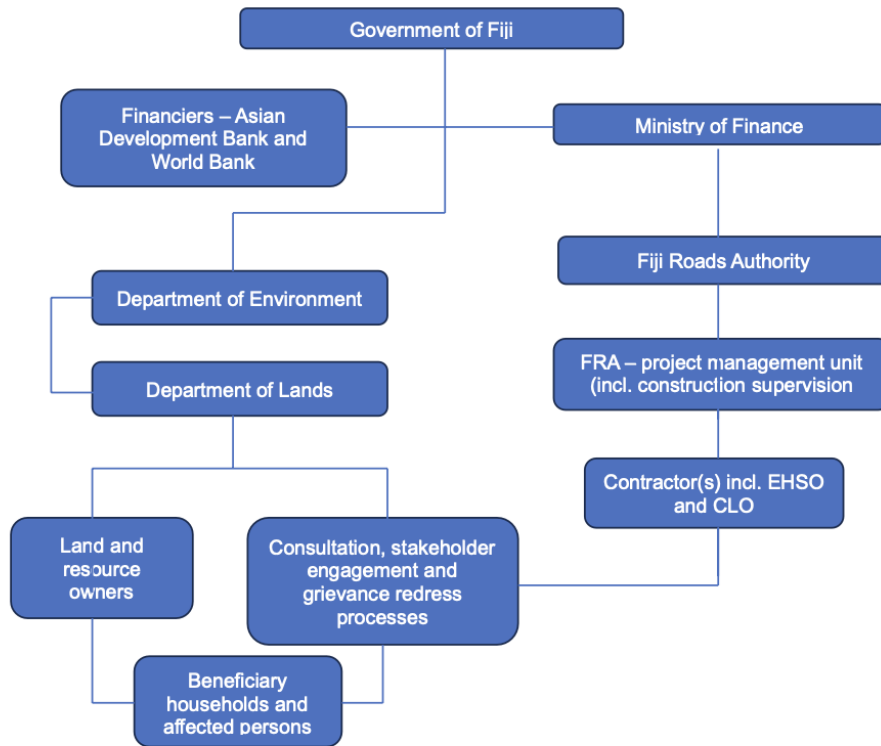 Government of Fiji
Financiers – Asian
Development Bank and
World Bank
Ministry of Finance
Fiji Roads Authority
Department of Environment
FRA – project management unit
(incl. construction supervision
Department of Lands
Contractor(s) incl. EHSO
and CLO
Land and
resource
owners
Consultation, stakeholder
engagement and
grievance redress
processes
Beneficiary
households and
affected persons